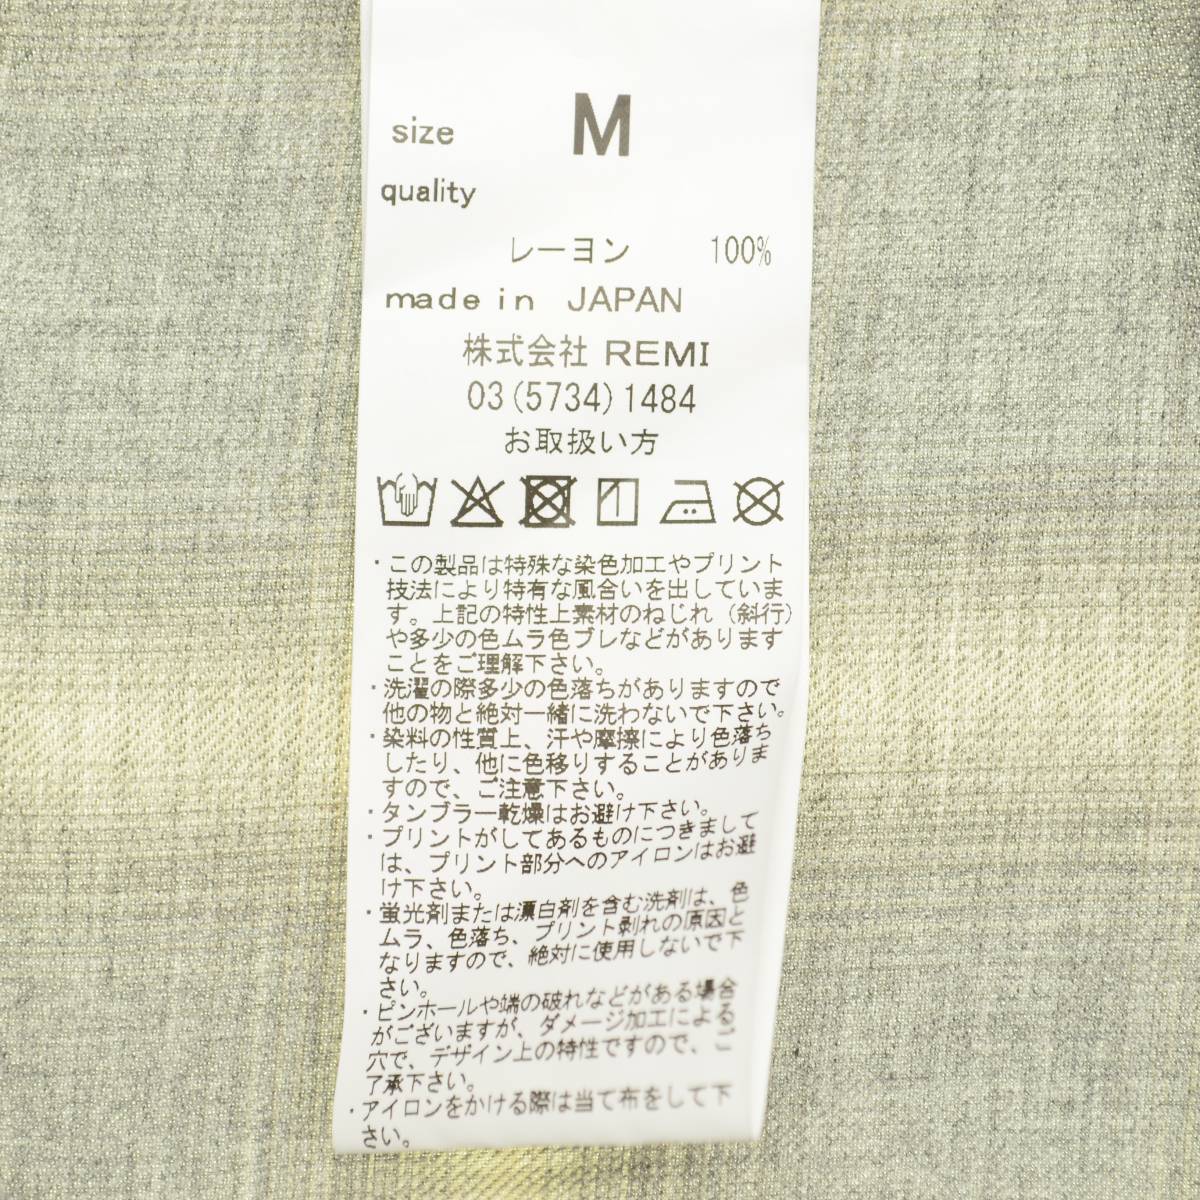 size M
quality
レーヨン 100%
made in JAPAN
株式会社 REMI
03(5734)1484
お取扱い方
・この製品は特殊な染色加工やプリント
技法により特有な風合いを出していま
す。上記の特性上素材のねじれ（斜行）
や多少の色ムラ色ブレなどがあります
ことをご理解下さい。
・洗濯の際多少の色落ちがありますので
他の物と絶対一緒に洗わないで下さい。
・染料の性質上、汗や摩擦により色落ち
したり、他に色移りすることがありま
すので、ご注意下さい。
・タンブラー乾燥はお避け下さい。
・プリントがしてあるものにつきまして
は、プリント部分へのアイロンはお避
け下さい。
・蛍光剤または漂白剤を含む洗剤は、色
ムラ、色落ち、プリント剥れの原因と
なりますので、絶対に使用しないで下
さい。
・ピンホールや端の破れなどがある場合
がございますが、ダメージ加工による
穴で、デザイン上の特性ですので、ご
了承下さい。
・アイロンをかける際は当て布をして下
さい。